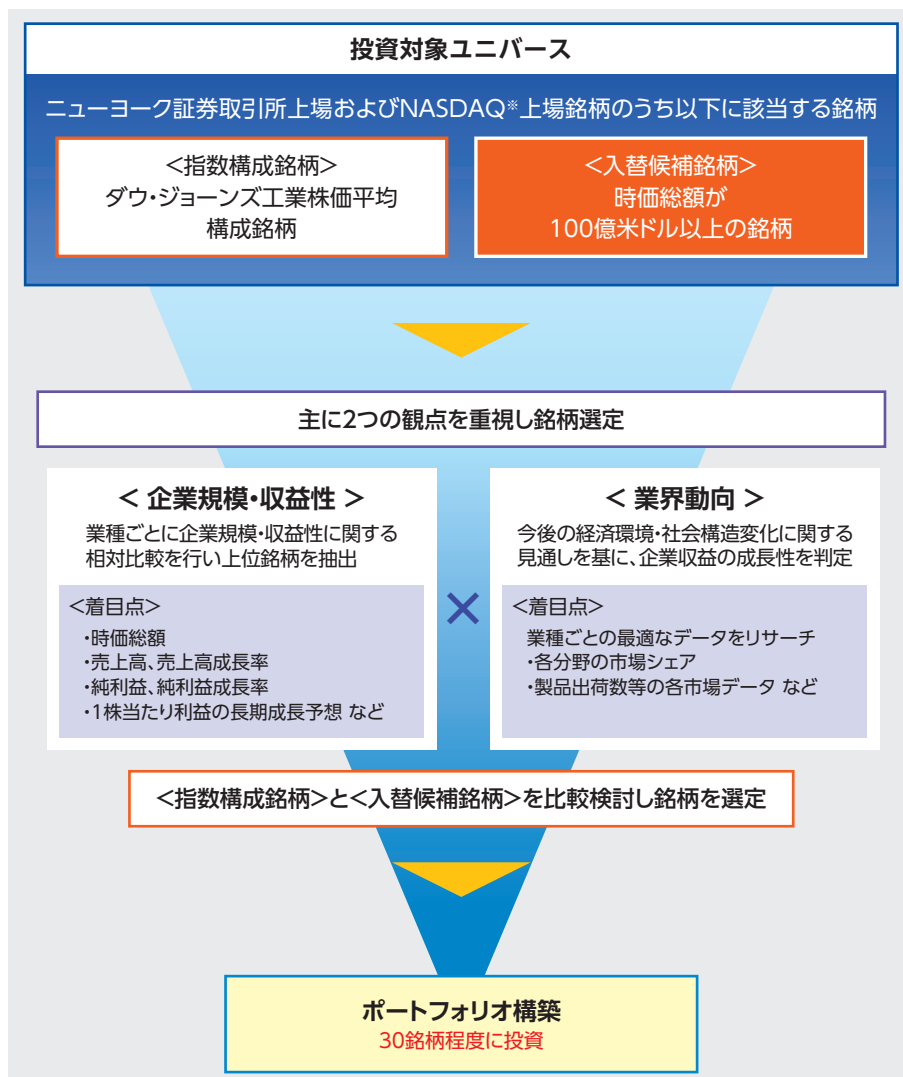 投資対象ユニバース
ニューヨーク証券取引所上場およびNASDAQ※上場銘柄のうち以下に該当する銘柄
<指数構成銘柄>
ダウ・ジョーンズ工業株価平均
構成銘柄
<入替候補銘柄>
時価総額が
100億米ドル以上の銘柄
主に2つの観点を重視し銘柄選定
< 企業規模・収益性 >
業種ごとに企業規模・収益性に関する
相対比較を行い上位銘柄を抽出
<着目点>
・時価総額
・売上高、売上高成長率
・純利益、純利益成長率
・1株当たり利益の長期成長予想 など
×
< 業界動向 >
今後の経済環境・社会構造変化に関する
見通しを基に、企業収益の成長性を判定
<着目点>
業種ごとの最適なデータをリサーチ
・各分野の市場シェア
・製品出荷数等の各市場データ など
<指数構成銘柄>と<入替候補銘柄>を比較検討し銘柄を選定
ポートフォリオ構築
30銘柄程度に投資